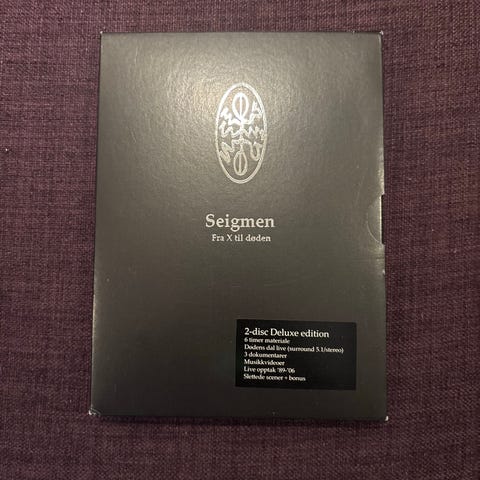 Seigmen
Fra X til døden
2-disc Deluxe edition
6 timer materiale
Dødens dal live (surround 5.1/stereo)
3 dokumentarer
Musikkvideoer
Live opptak '89-'06
Slettede scener + bonus